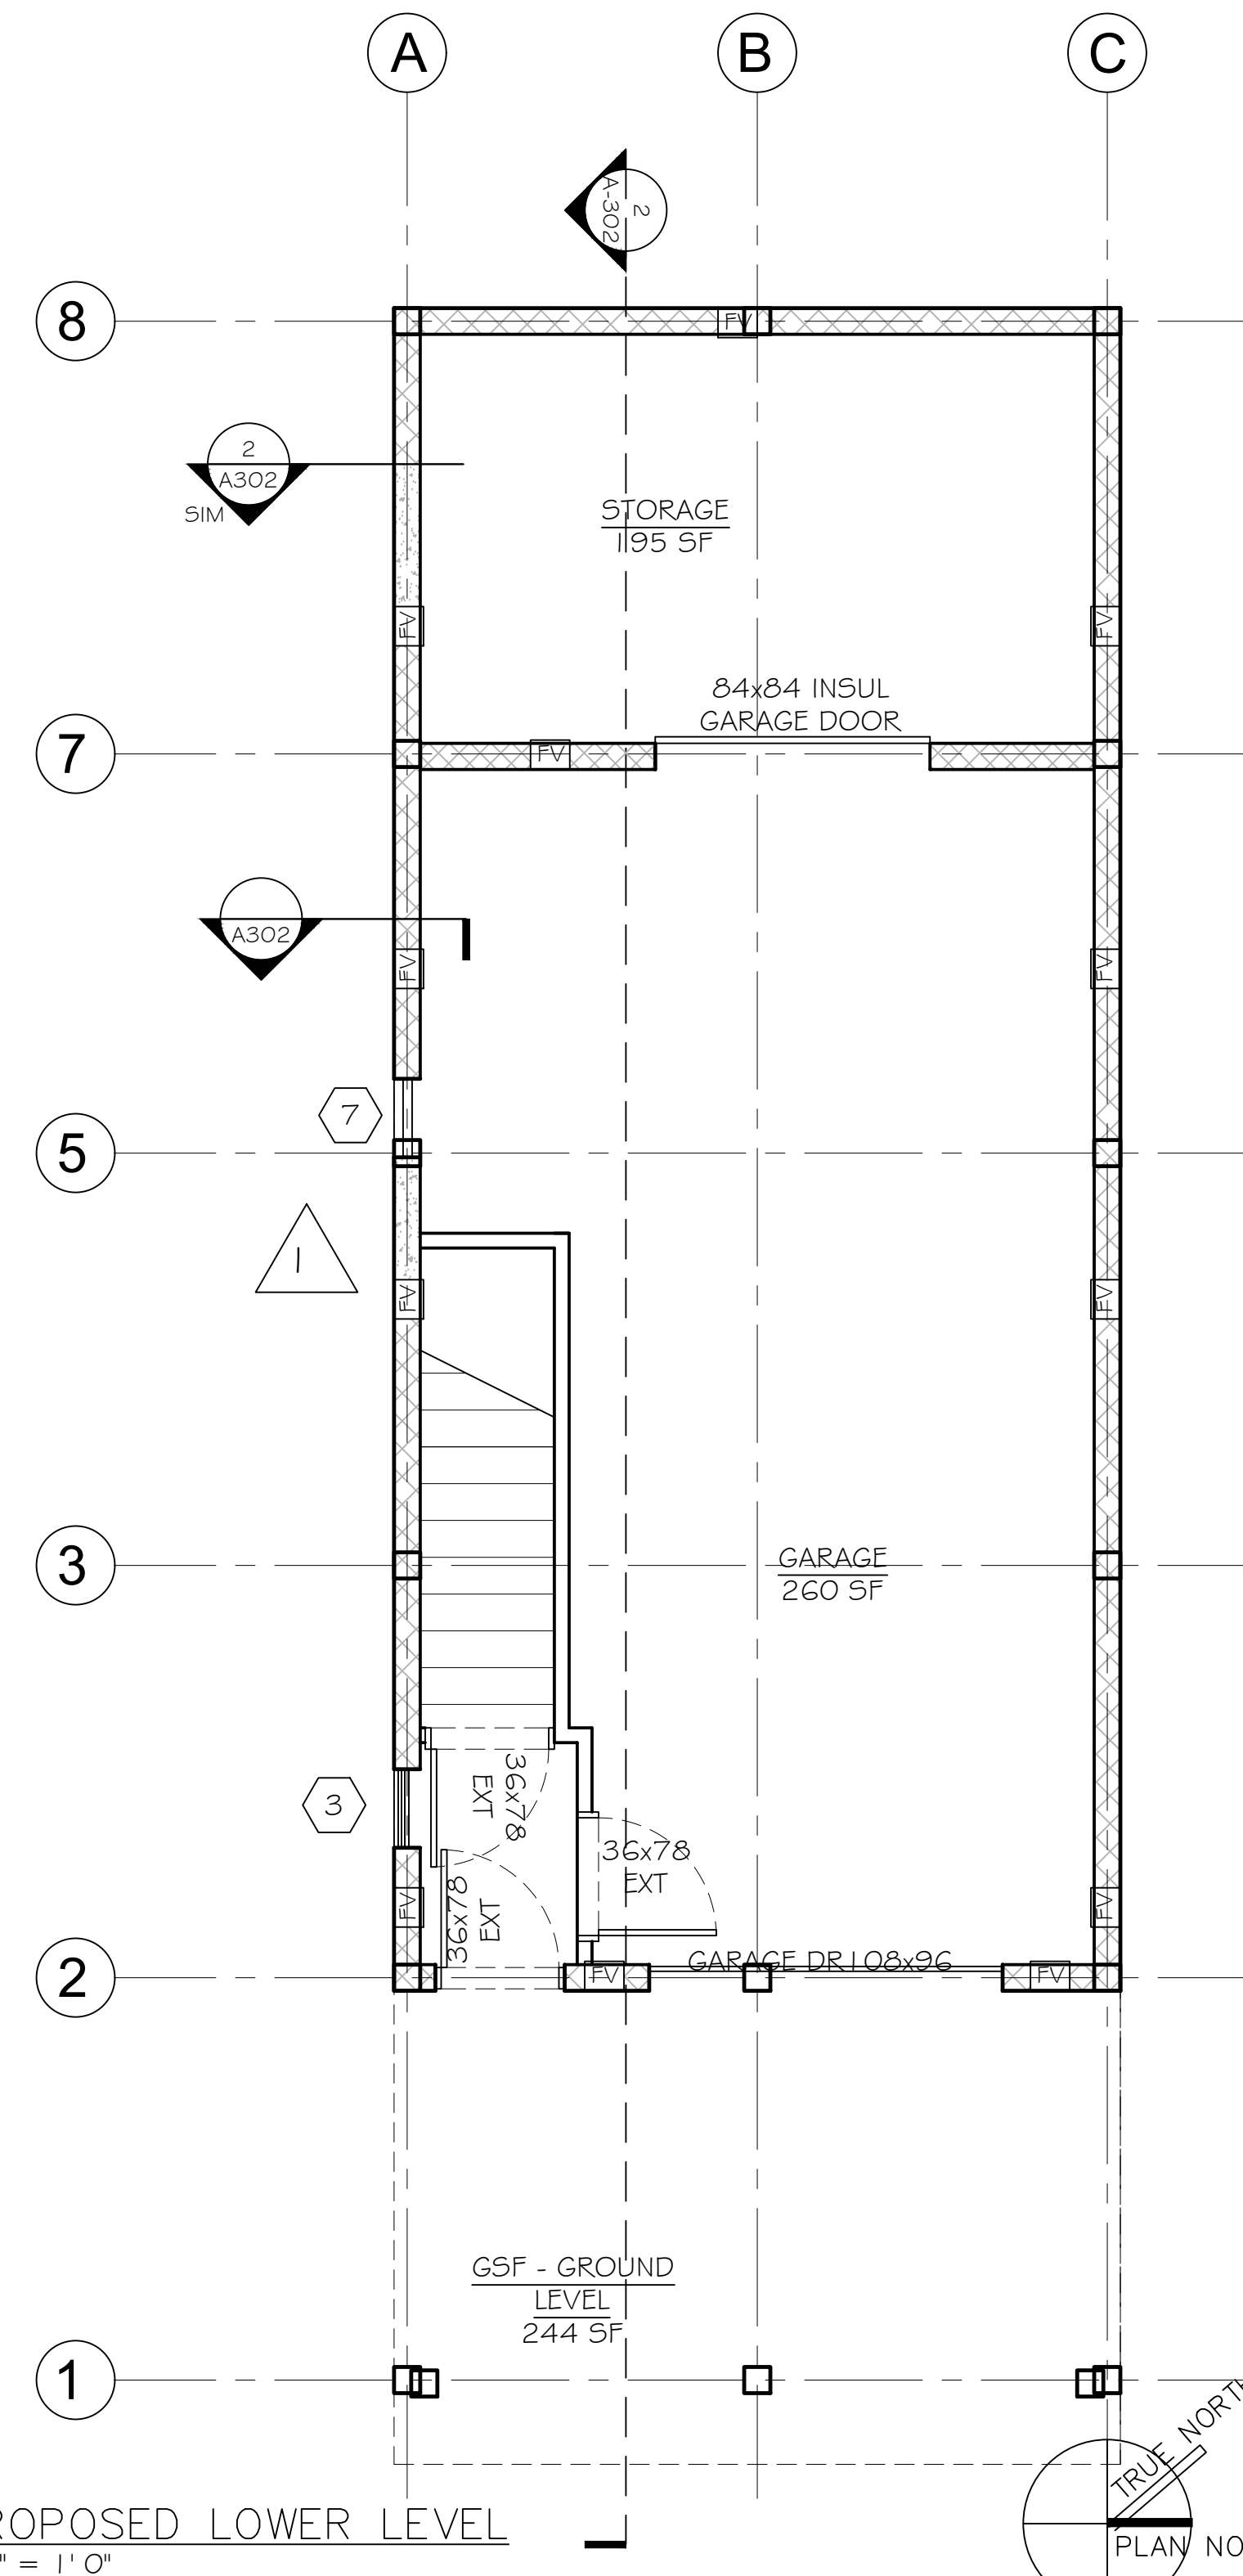 A
B
C
2
A-302
8
FV
2
A302
SIM
STORAGE
195 SF
FV
FV
84x84 INSUL
GARAGE DOOR
7
FV
A302
FV
FV
7
5
1
FV
FV
3
GARAGE
260 SF
36x78
EXT
3
36x78
EXT
36x78
EXT
FV
FV
2
GARAGE DR108x96
FV
FV
GSF - GROUND
LEVEL
244 SF
1
TRUE NORTH
PLAN NO
ROPOSED LOWER LEVEL
" = 1' 0"